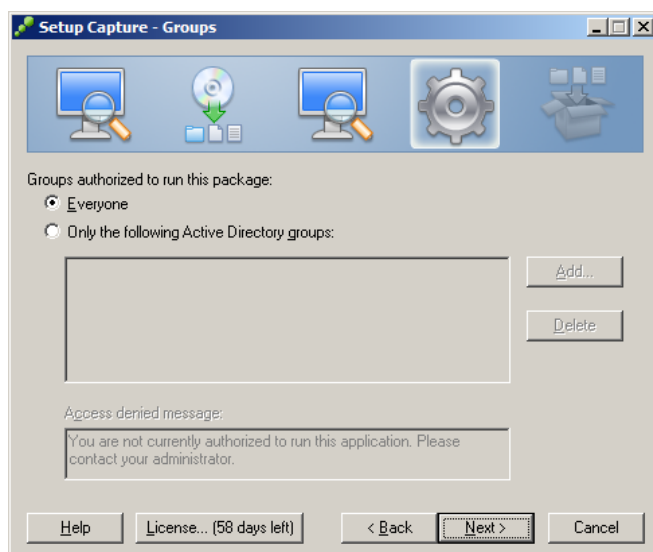 Setup Capture - Groups
Groups authorized to run this package:
Everyone
Only the following Active Directory groups:
Add...
Delete
Access denied message:
You are not currently authorized to run this application. Please
contact your administrator.
Help
License... (58 days left)
< Back
Next >
Cancel